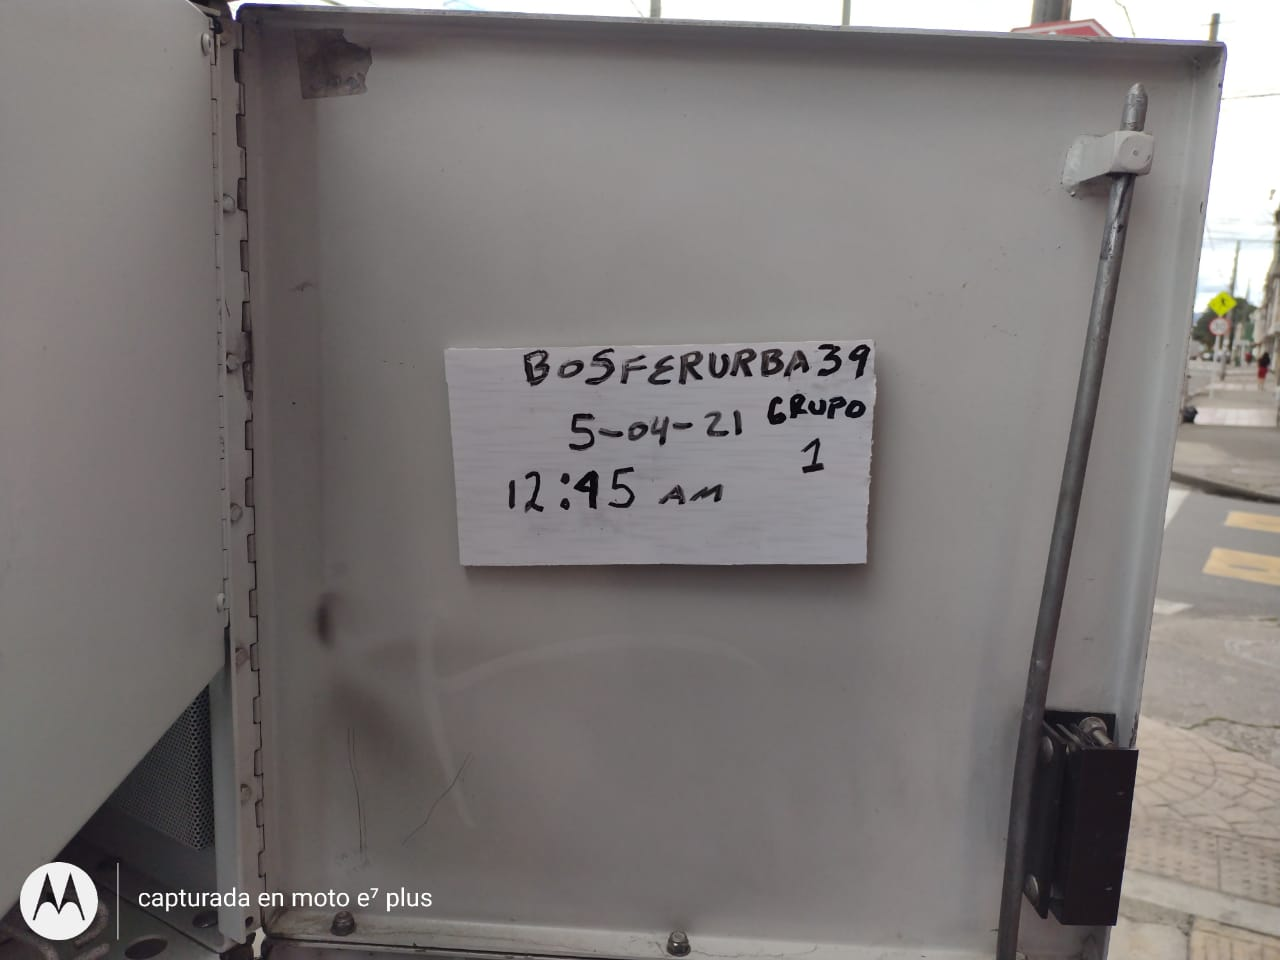 BOSFERURBA39
5-04-21 GRUPO
1
12:45 AM
capturada en moto e⁷ plus